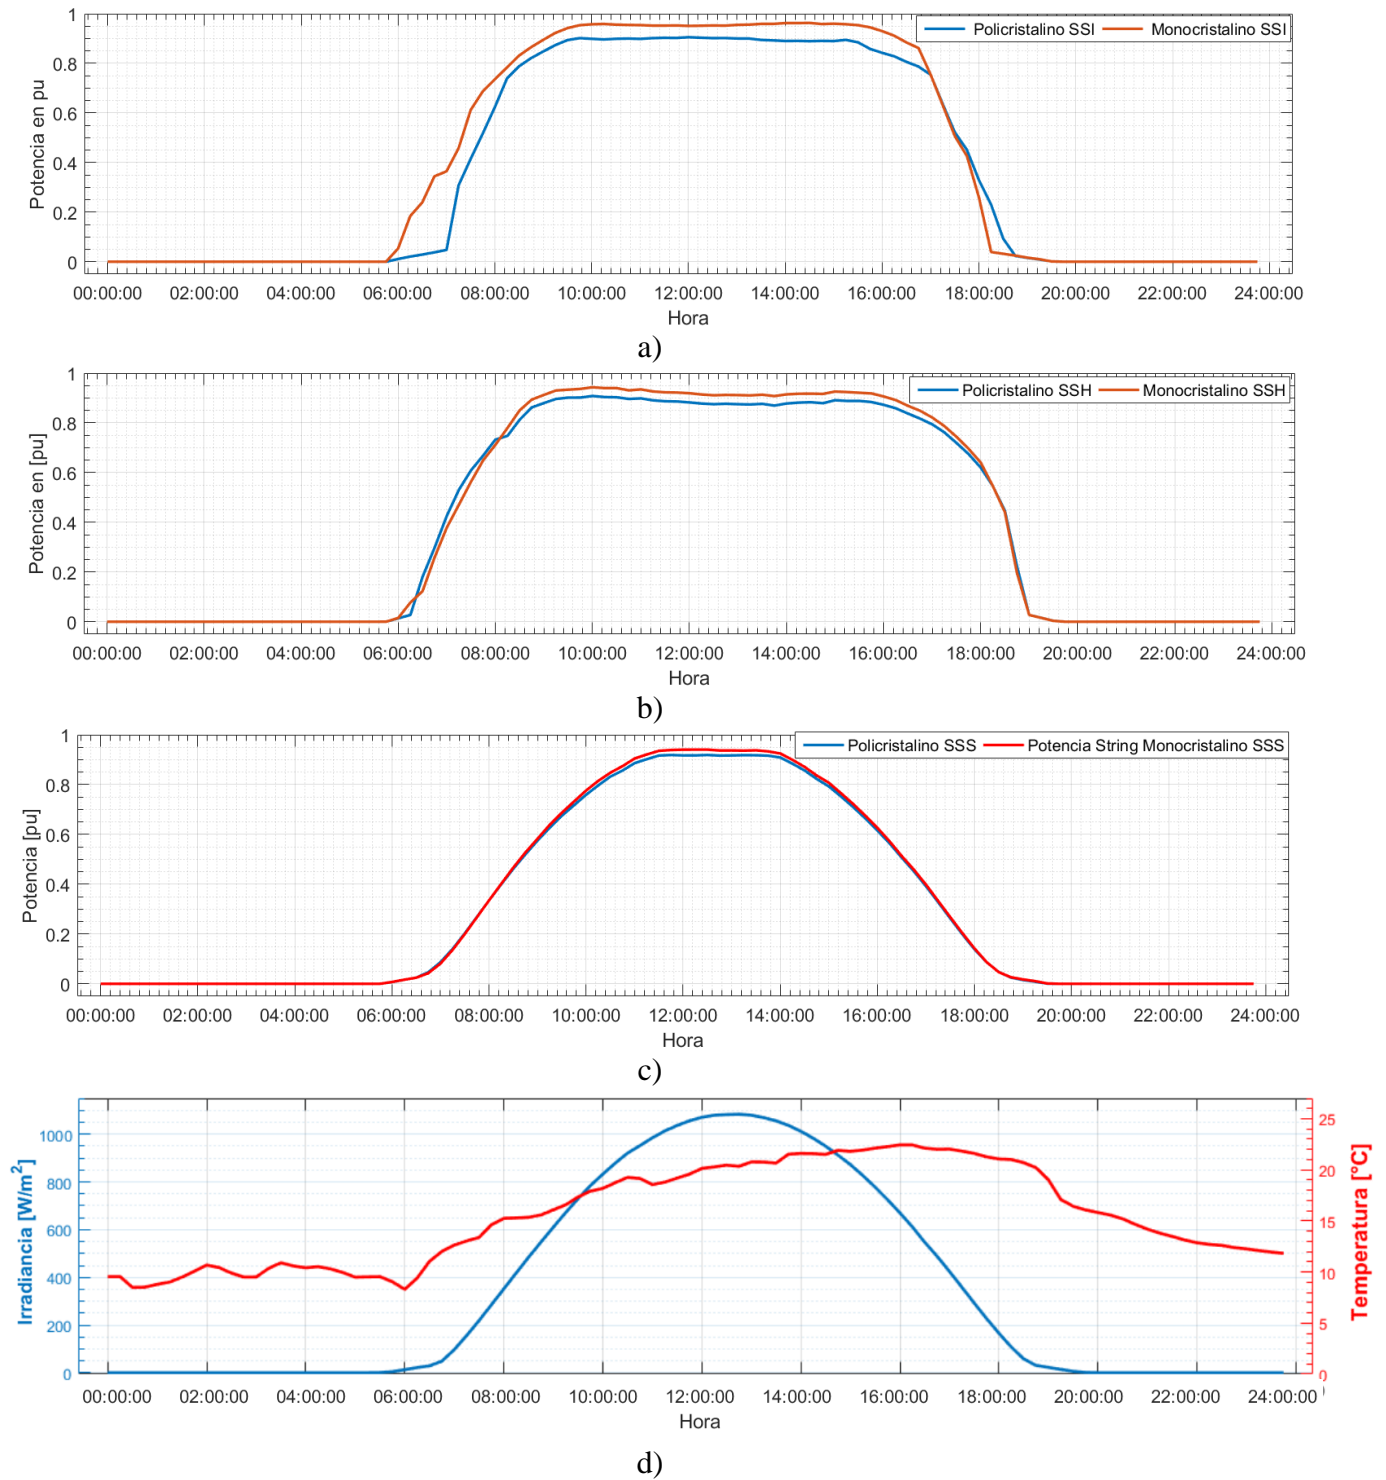 Policristalino SSI Monocristalino SSI
Potencia en pu
1
0.8
0.6
0.4
0.2
0
00:00:00 02:00:00 04:00:00 06:00:00 08:00:00 10:00:00 12:00:00 14:00:00 16:00:00 18:00:00 20:00:00 22:00:00 24:00:00
Hora
a)
Policristalino SSH Monocristalino SSH
Potencia en [pu]
1
0.8
0.6
0.4
0.2
0
00:00:00 02:00:00 04:00:00 06:00:00 08:00:00 10:00:00 12:00:00 14:00:00 16:00:00 18:00:00 20:00:00 22:00:00 24:00:00
Hora
b)
Policristalino SSS Potencia String Monocristalino SSS
Potencia [pu]
1
0.8
0.6
0.4
0.2
0
00:00:00 02:00:00 04:00:00 06:00:00 08:00:00 10:00:00 12:00:00 14:00:00 16:00:00 18:00:00 20:00:00 22:00:00 24:00:00
Hora
c)
Irradiancia [W/m²]
1000
800
600
400
200
0
Temperatura [°C]
25
20
15
10
5
0
00:00:00 02:00:00 04:00:00 06:00:00 08:00:00 10:00:00 12:00:00 14:00:00 16:00:00 18:00:00 20:00:00 22:00:00 24:00:00
Hora
d)